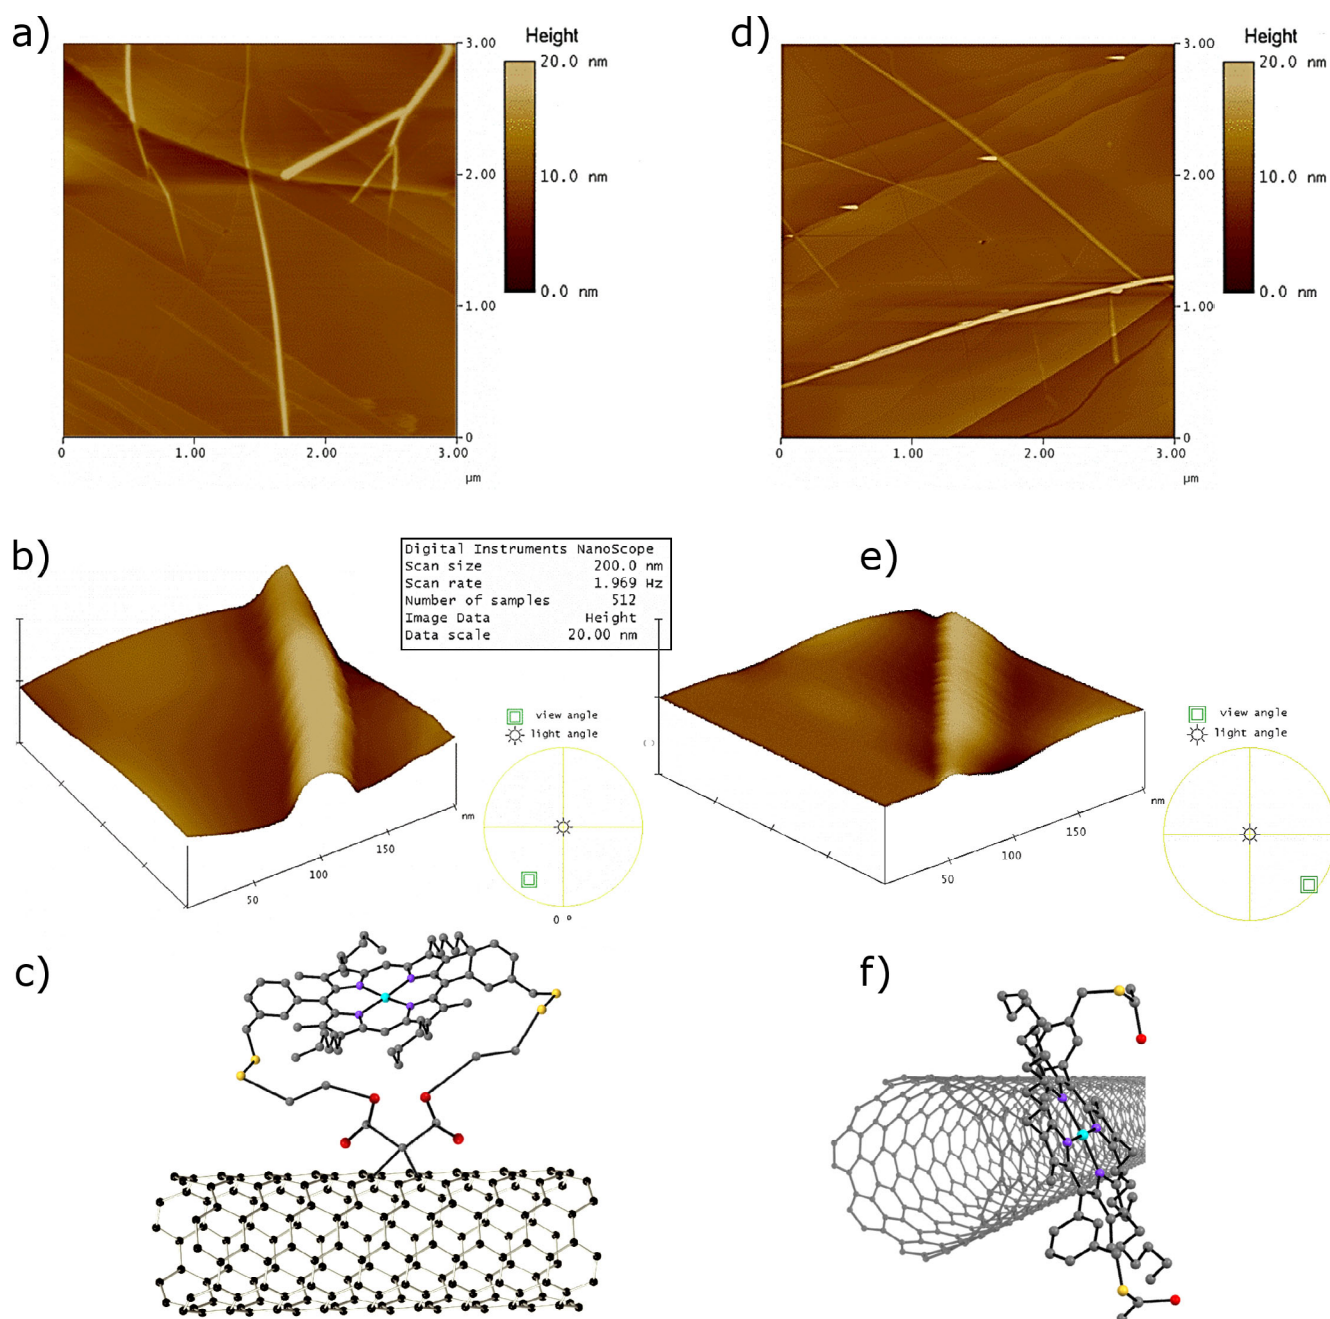 a)
Height
20.0 nm
10.0 nm
0.0 nm
3.00
2.00
1.00
0
0
1.00
2.00
3.00
µm
d)
Height
20.0 nm
10.0 nm
0.0 nm
3.00
2.00
1.00
0
0
1.00
2.00
3.00
µm
b)
Digital Instruments NanoScope
Scan size 200.0 nm
Scan rate 1.969 Hz
Number of samples 512
Image Data Height
Data scale 20.00 nm
view angle
light angle
nm
150
100
50
0 º
e)
view angle
light angle
nm
150
100
50
c)
f)